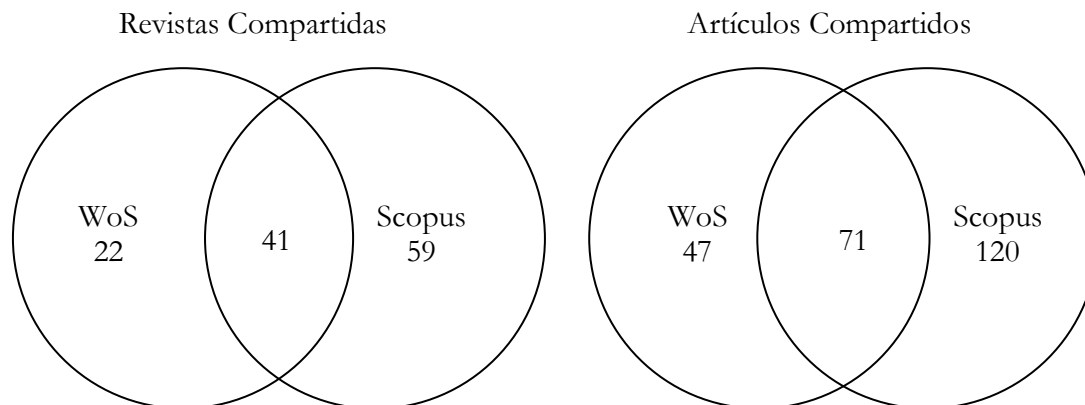 Revistas Compartidas
WoS
22
41
Scopus
59
Artículos Compartidos
WoS
47
71
Scopus
120